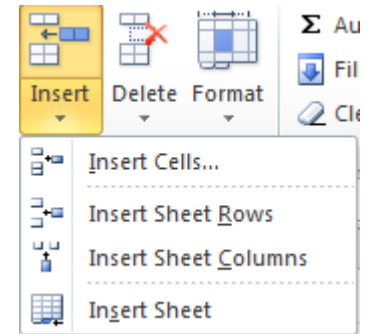 Σ Au
Insert Delete Format Fil
Cle
Insert Cells...
Insert Sheet Rows
Insert Sheet Columns
Insert Sheet